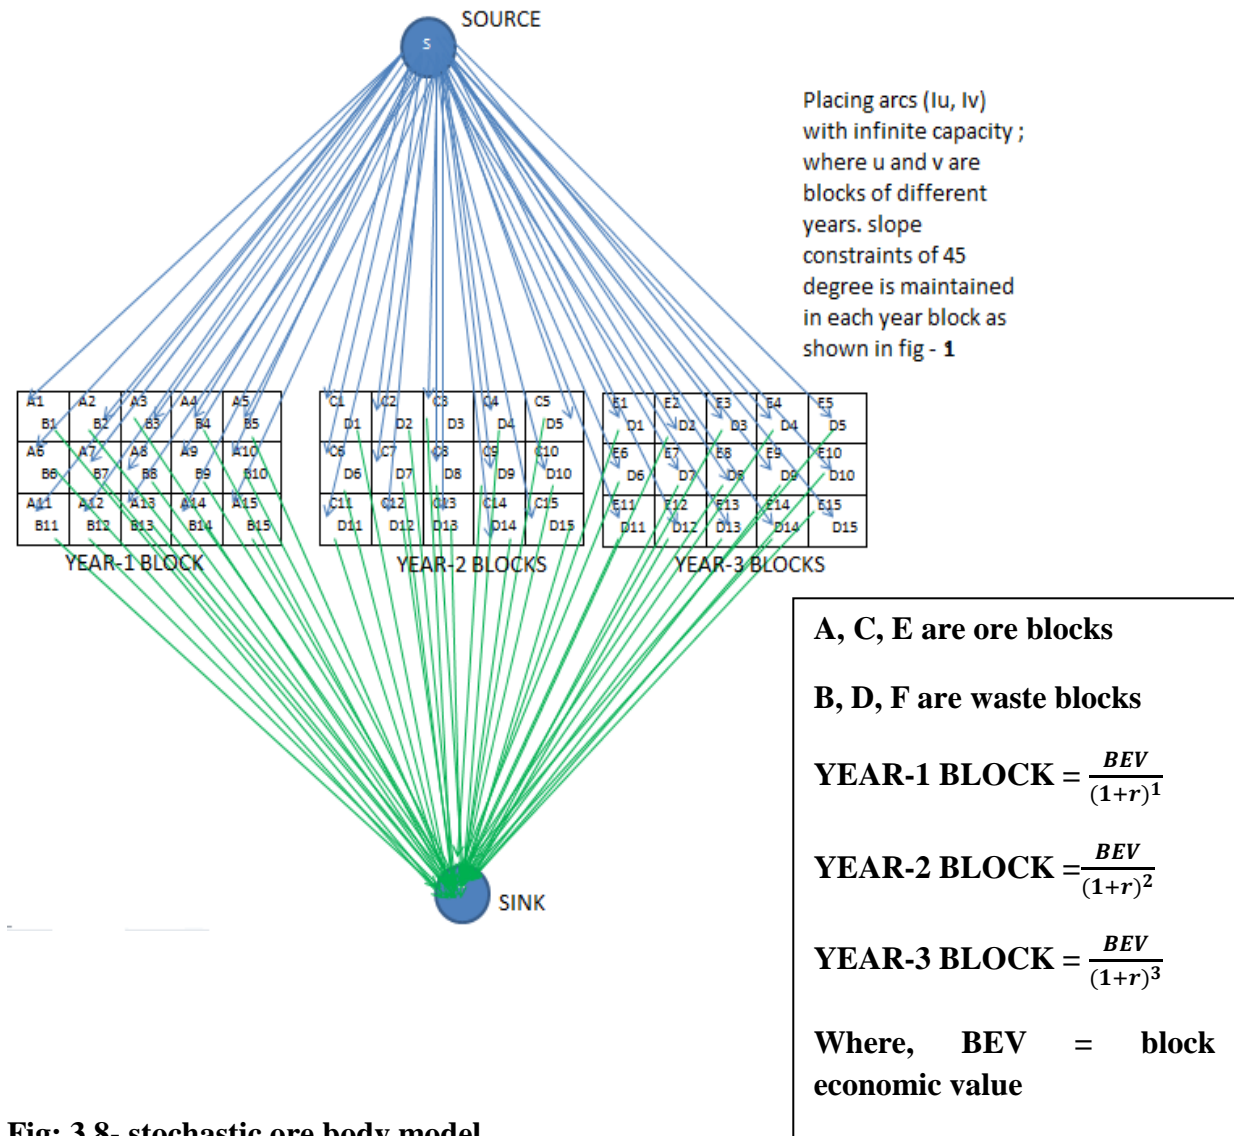 SOURCE
S
Placing arcs (Iu, Iv)
with infinite capacity ;
where u and v are
blocks of different
years. slope
constraints of 45
degree is maintained
in each year block as
shown in fig - 1
A1 A2 A3 A4 A5
B1 B2 B3 B4 B5
A6 A7 A8 A9 A10
B6 B7 B8 B9 B10
A11 A12 A13 A14 A15
B11 B12 B13 B14 B15
YEAR-1 BLOCK
C1 C2 C3 C4 C5
D1 D2 D3 D4 D5
C6 C7 C8 C9 C10
D6 D7 D8 D9 D10
C11 C12 C13 C14 C15
D11 D12 D13 D14 D15
YEAR-2 BLOCKS
E1 E2 E3 E4 E5
D1 D2 D3 D4 D5
E6 E7 E8 E9 E10
D6 D7 D8 D9 D10
E11 E12 E13 E14 E15
D11 D12 D13 D14 D15
YEAR-3 BLOCKS
SINK
A, C, E are ore blocks
B, D, F are waste blocks
YEAR-1 BLOCK = BEV/(1+r)^1
YEAR-2 BLOCK = BEV/(1+r)^2
YEAR-3 BLOCK = BEV/(1+r)^3
Where, BEV = block
economic value
Fig: 3.8- stochastic ore body model